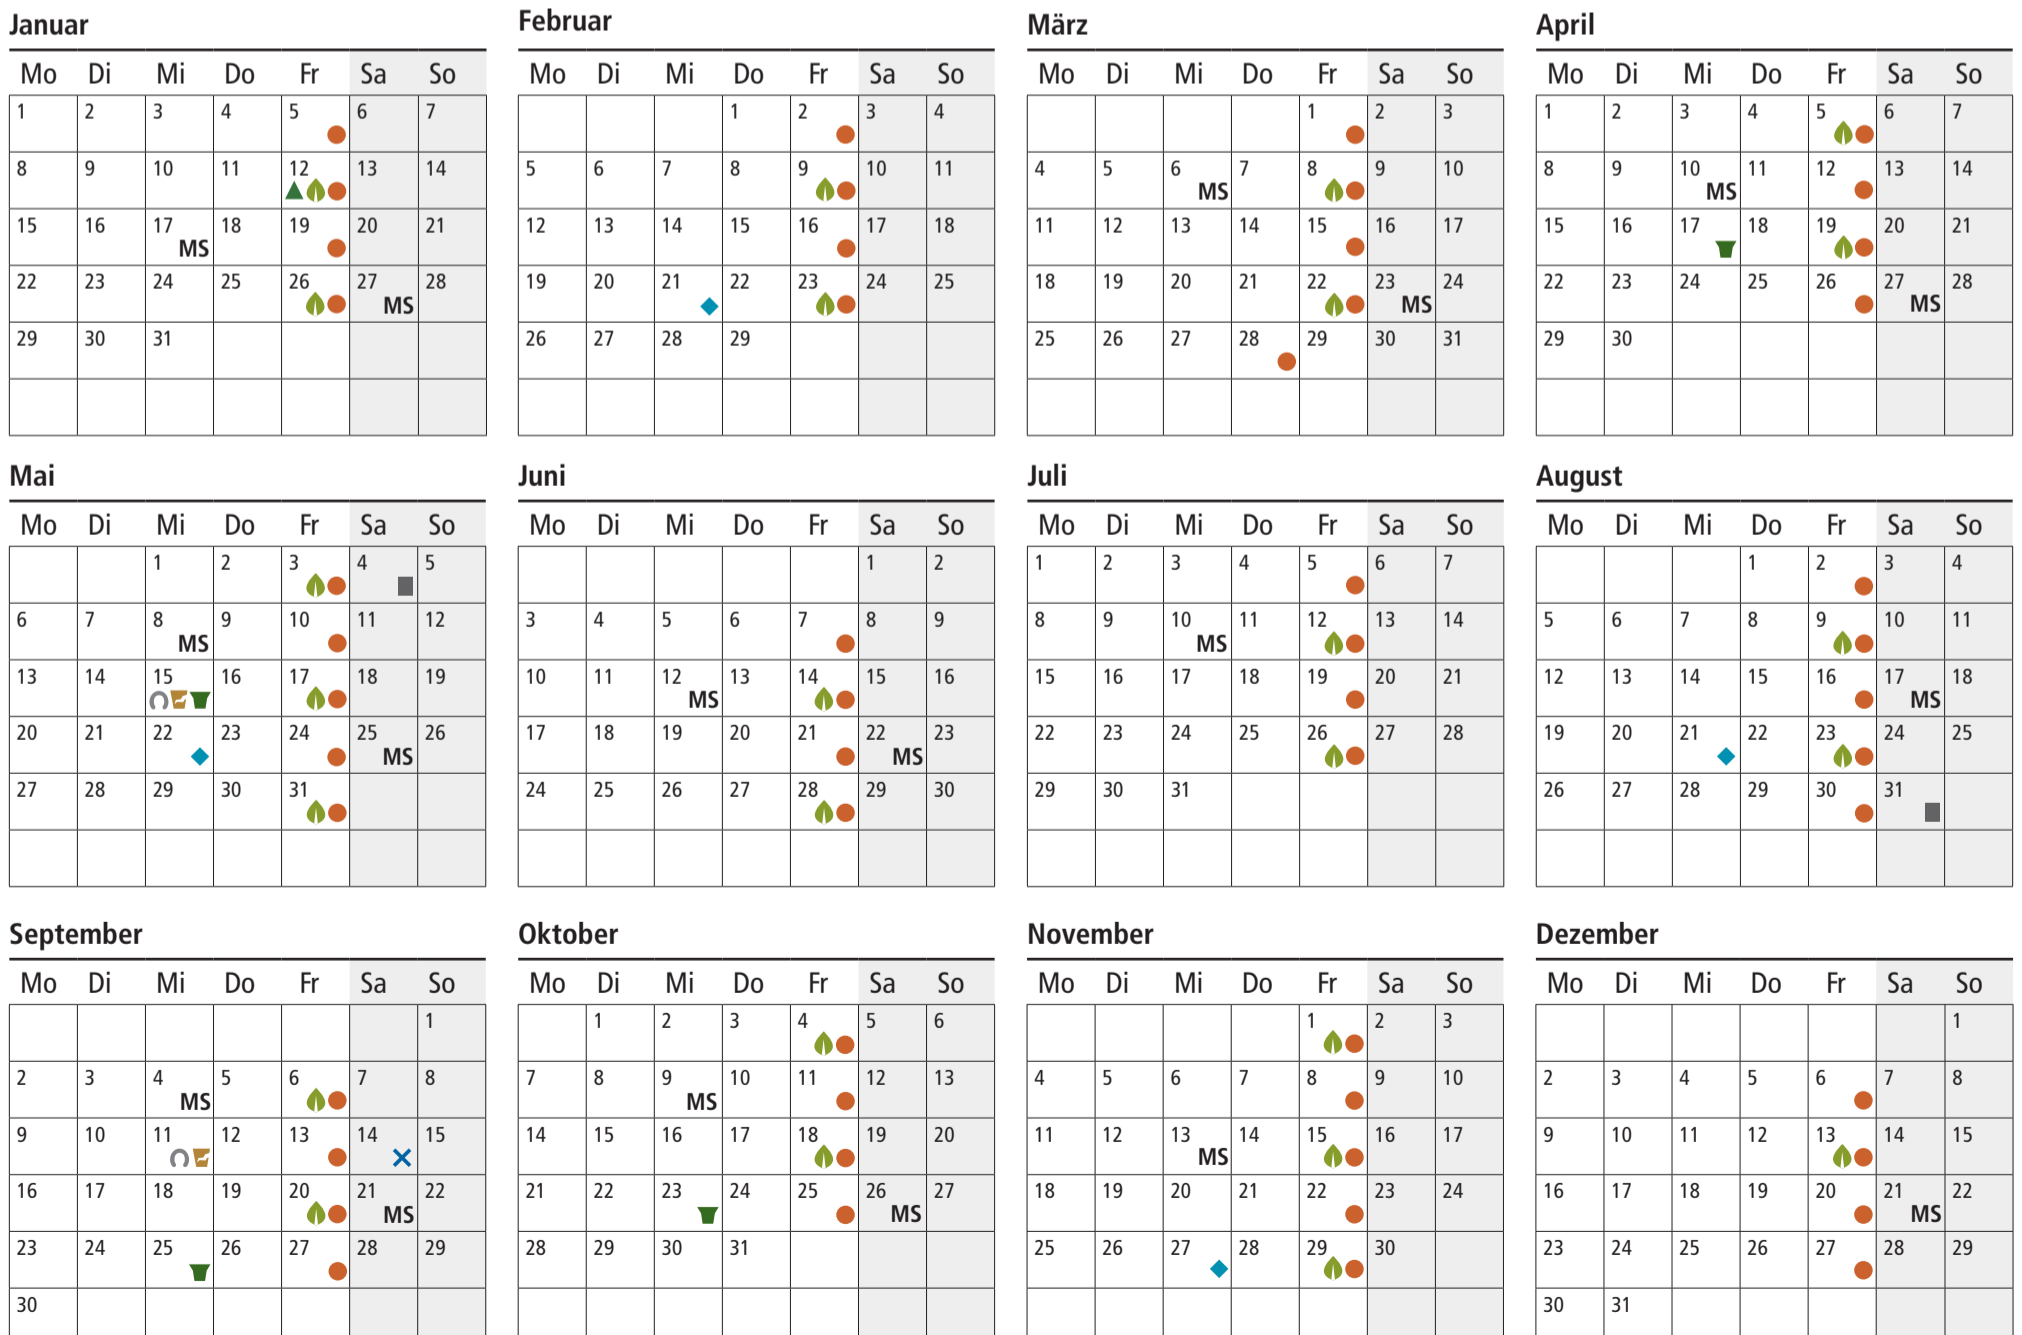 Januar Februar März April
Mo Di Mi Do Fr Sa So Mo Di Mi Do Fr Sa So Mo Di Mi Do Fr Sa So Mo Di Mi Do Fr Sa So
1 2 3 4 5 6 7 1 2 3 4 1 2 3 1 2 3 4 5 6 7
8 9 10 11 12 13 14 5 6 7 8 9 10 11 4 5 6 MS 7 8 9 10 8 9 10 MS 11 12 13 14
15 16 17 MS 18 19 20 21 12 13 14 15 16 17 18 11 12 13 14 15 16 17 15 16 17 18 19 20 21
22 23 24 25 26 27 MS 28 19 20 21 22 23 24 25 18 19 20 21 22 23 MS 24 22 23 24 25 26 27 MS 28
29 30 31 26 27 28 29 25 26 27 28 29 30 31 29 30
Mai Juni Juli August
Mo Di Mi Do Fr Sa So Mo Di Mi Do Fr Sa So Mo Di Mi Do Fr Sa So Mo Di Mi Do Fr Sa So
1 2 3 4 5 1 2 1 2 3 4 5 6 7 1 2 3 4
6 7 8 MS 9 10 11 12 3 4 5 6 7 8 9 8 9 10 MS 11 12 13 14 5 6 7 8 9 10 11
13 14 15 16 17 18 19 10 11 12 MS 13 14 15 16 15 16 17 18 19 20 21 12 13 14 15 16 17 MS 18
20 21 22 23 24 25 MS 26 17 18 19 20 21 22 MS 23 22 23 24 25 26 27 28 19 20 21 22 23 24 25
27 28 29 30 31 24 25 26 27 28 29 30 29 30 31 26 27 28 29 30 31
September Oktober November Dezember
Mo Di Mi Do Fr Sa So Mo Di Mi Do Fr Sa So Mo Di Mi Do Fr Sa So Mo Di Mi Do Fr Sa So
1 1 2 3 4 5 6 1 2 3 1
2 3 4 MS 5 6 7 8 7 8 9 MS 10 11 12 13 4 5 6 7 8 9 10 2 3 4 5 6 7 8
9 10 11 12 13 14 15 14 15 16 17 18 19 20 11 12 13 MS 14 15 16 17 9 10 11 12 13 14 15
16 17 18 19 20 21 MS 22 21 22 23 24 25 26 MS 27 18 19 20 21 22 23 24 16 17 18 19 20 21 MS 22
23 24 25 26 27 28 29 28 29 30 31 25 26 27 28 29 30 23 24 25 26 27 28 29
30 30 31